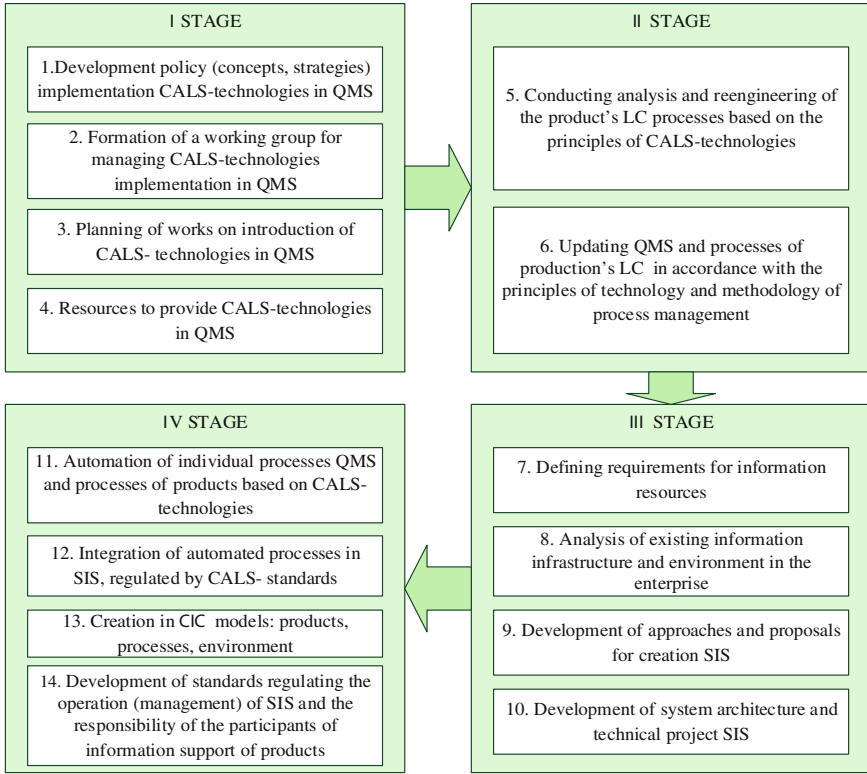 I STAGE
1.Development policy (concepts, strategies)
implementation CALS-technologies in QMS
2. Formation of a working group for
managing CALS-technologies
implementation in QMS
3. Planning of works on introduction of
CALS- technologies in QMS
4. Resources to provide CALS-technologies
in QMS
II STAGE
5. Conducting analysis and reengineering of
the product's LC processes based on the
principles of CALS-technologies
6. Updating QMS and processes of
production's LC in accordance with the
principles of technology and methodology of
process management
III STAGE
7. Defining requirements for information
resources
8. Analysis of existing information
infrastructure and environment in the
enterprise
9. Development of approaches and proposals
for creation SIS
10. Development of system architecture and
technical project SIS
IV STAGE
11. Automation of individual processes QMS
and processes of products based on CALS-
technologies
12. Integration of automated processes in
SIS, regulated by CALS- standards
13. Creation in CIC models: products,
processes, environment
14. Development of standards regulating the
operation (management) of SIS and the
responsibility of the participants of
information support of products